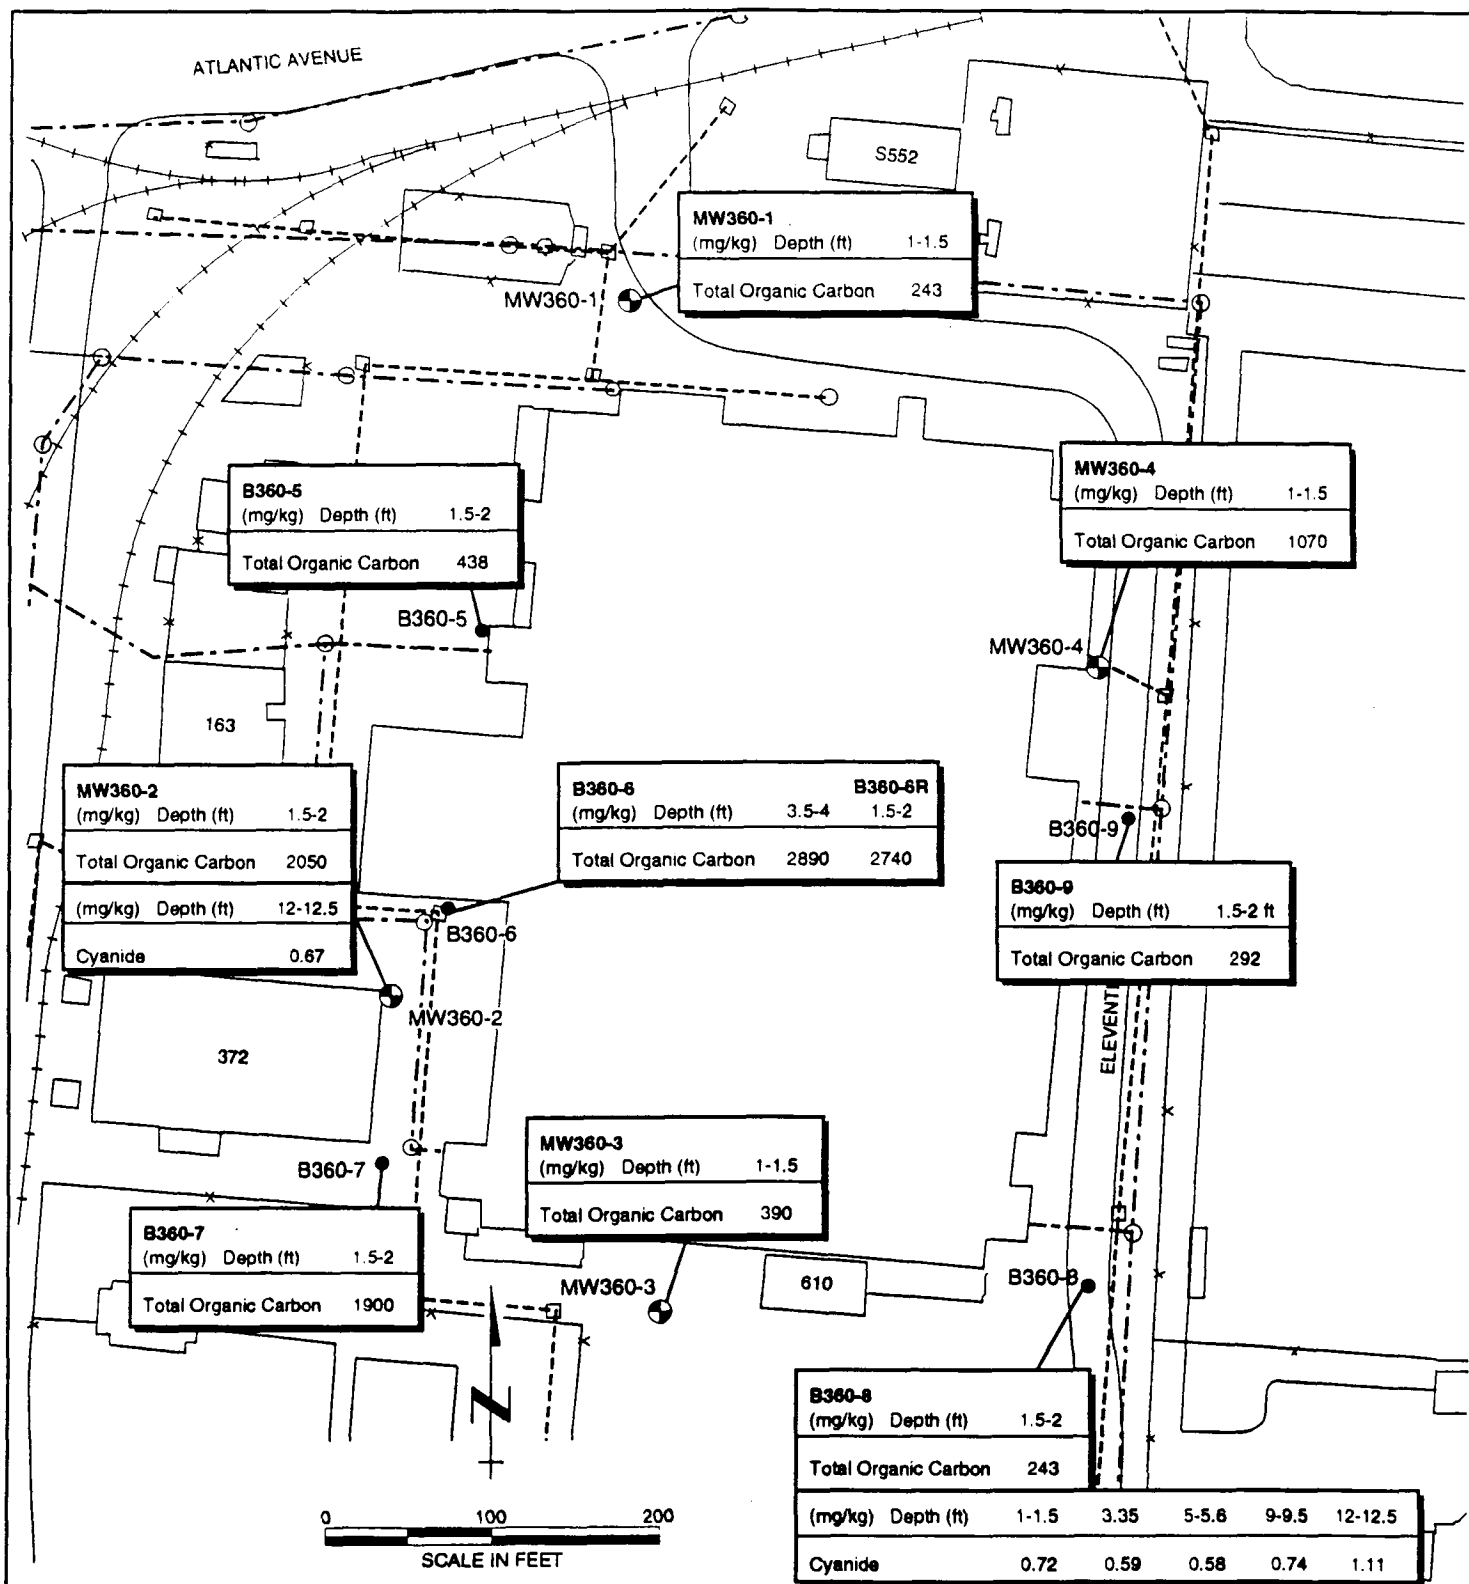 ATLANTIC AVENUE
S552
MW360-1
(mg/kg) Depth (ft) 1-1.5
Total Organic Carbon 243
MW360-1
B360-5
(mg/kg) Depth (ft) 1.5-2
Total Organic Carbon 438
B360-5
MW360-4
(mg/kg) Depth (ft) 1-1.5
Total Organic Carbon 1070
MW360-4
163
MW360-2
(mg/kg) Depth (ft) 1.5-2
Total Organic Carbon 2050
(mg/kg) Depth (ft) 12-12.5
Cyanide 0.67
MW360-2
B360-6 B360-6R
(mg/kg) Depth (ft) 3.5-4 1.5-2
Total Organic Carbon 2890 2740
B360-6
B360-9
B360-9
(mg/kg) Depth (ft) 1.5-2 ft
Total Organic Carbon 292
ELEVENT
372
MW360-3
(mg/kg) Depth (ft) 1-1.5
Total Organic Carbon 390
MW360-3
B360-7
B360-7
(mg/kg) Depth (ft) 1.5-2
Total Organic Carbon 1900
610
B360-8
B360-8
(mg/kg) Depth (ft) 1.5-2
Total Organic Carbon 243
(mg/kg) Depth (ft) 1-1.5 3.35 5-5.6 9-9.5 12-12.5
Cyanide 0.72 0.59 0.58 0.74 1.11
N
0 100 200
SCALE IN FEET